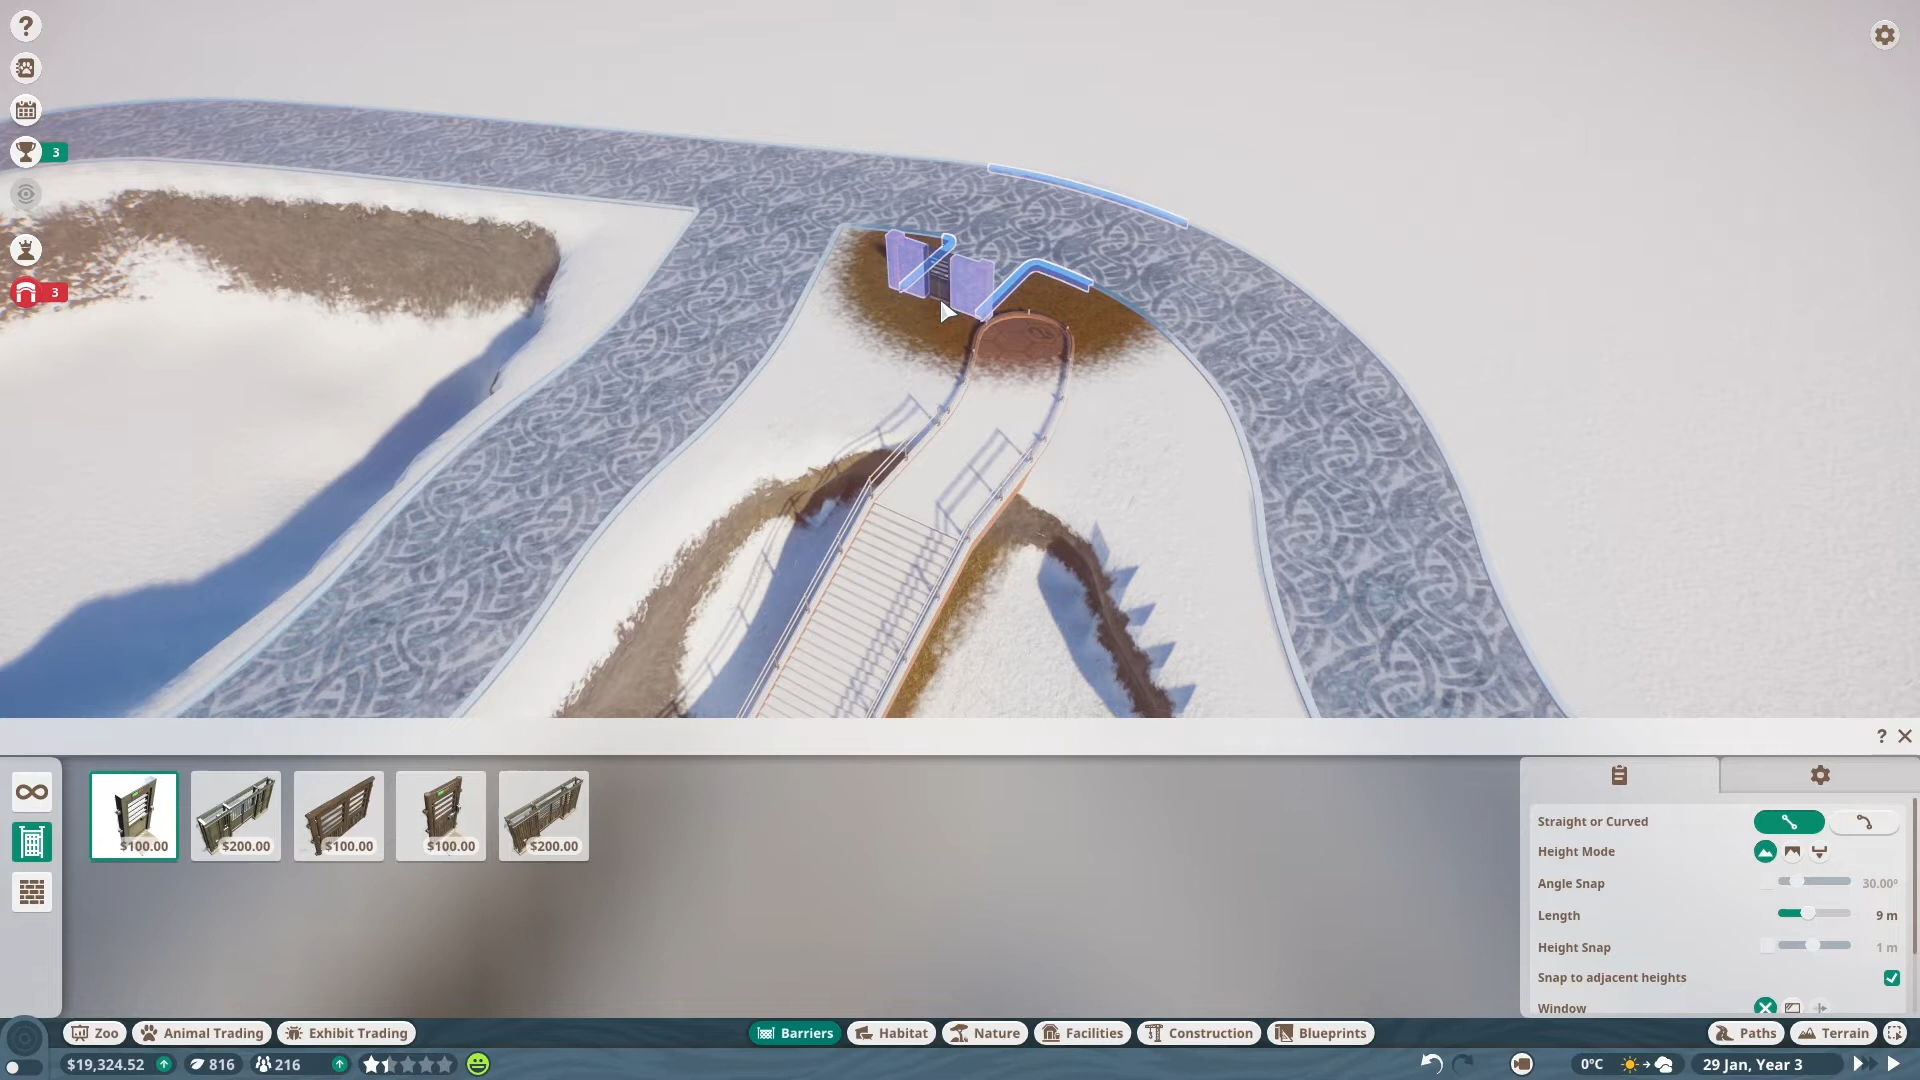 ?
3
3
?
$100.00
$200.00
$100.00
$100.00
$200.00
Straight or Curved
Height Mode
Angle Snap 30.00°
Length 9 m
Height Snap 1 m
Snap to adjacent heights
Window
Zoo Animal Trading Exhibit Trading Barriers Habitat Nature Facilities Construction Blueprints Paths Terrain
$19,324.52 816 216 0°C 29 Jan, Year 3